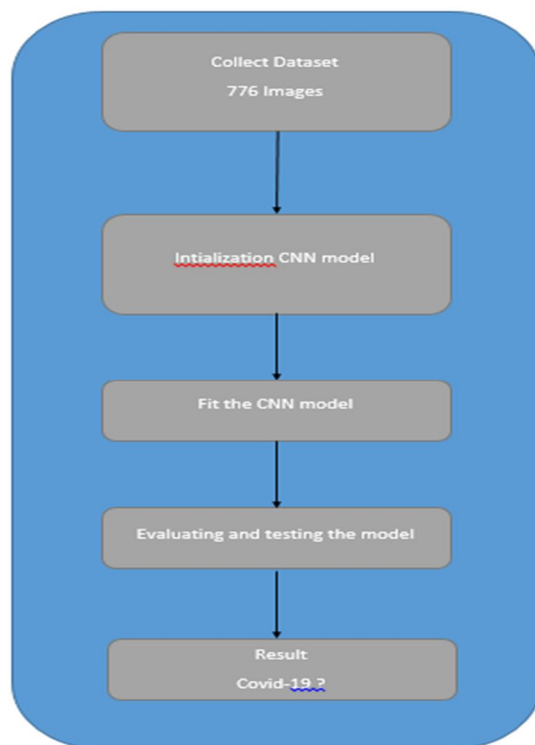 Collect Dataset
776 Images
Intialization CNN model
Fit the CNN model
Evaluating and testing the model
Result
Covid-19 ?